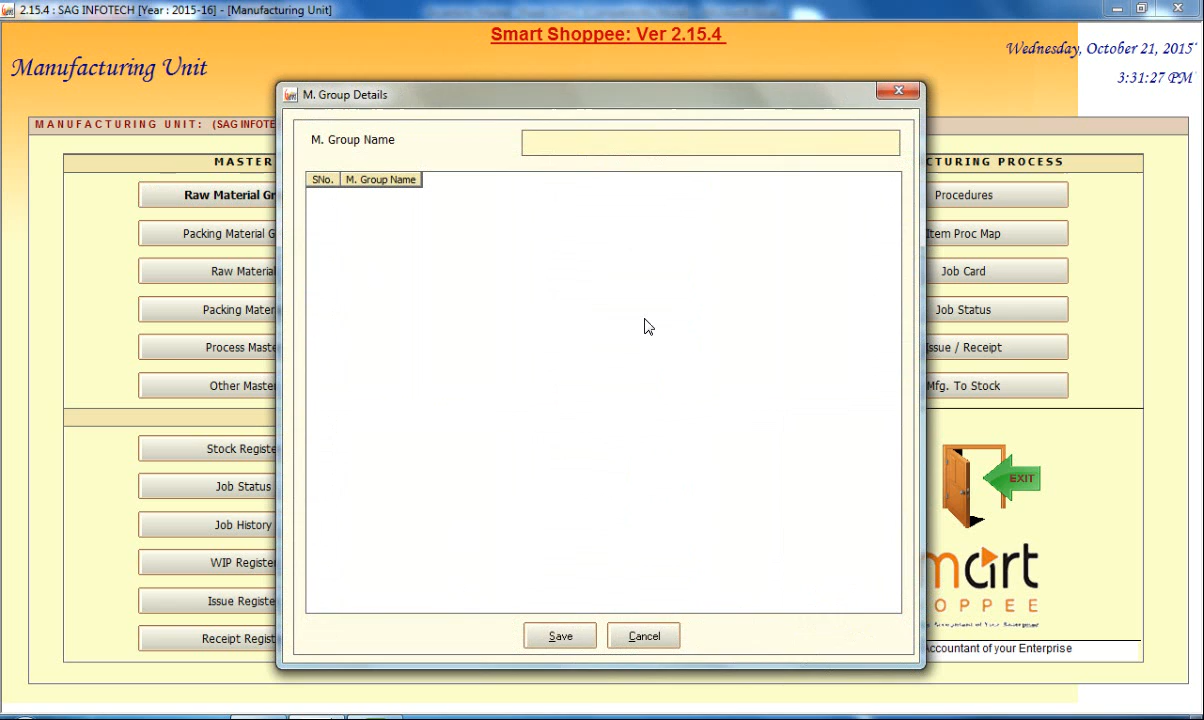 2.15.4 : SAG INFOTECH [Year : 2015-16] - [Manufacturing Unit]
Smart Shoppee: Ver 2.15.4
Wednesday, October 21, 2015
3:31:27 PM
Manufacturing Unit
MANUFACTURING UNIT: (SAG INFOTE
MASTER
Raw Material Gr
Packing Material G
Raw Material
Packing Mater
Process Maste
Other Maste
Stock Registe
Job Status
Job History
WIP Registe
Issue Registe
Receipt Regist
M. Group Details
M. Group Name
SNo. M. Group Name
Save Cancel
CTURING PROCESS
Procedures
Item Proc Map
Job Card
Job Status
Issue / Receipt
Mfg. To Stock
EXIT
mart
OPPEE
Accountant of your Enterprise